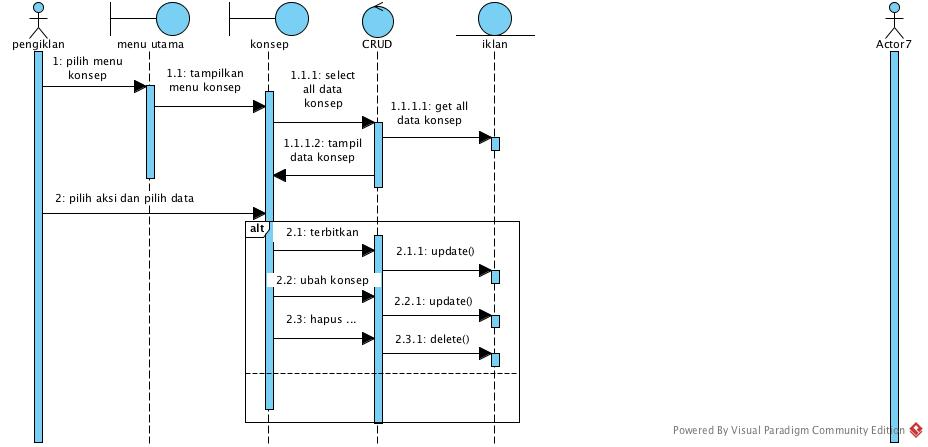 pengiklan
menu utama
konsep
CRUD
iklan
Actor7
1: pilih menu
konsep
1.1: tampilkan
menu konsep
1.1.1: select
all data
konsep
1.1.1.1: get all
data konsep
1.1.1.2: tampil
data konsep
2: pilih aksi dan pilih data
alt
2.1: terbitkan
2.1.1: update()
2.2: ubah konsep
2.2.1: update()
2.3: hapus ...
2.3.1: delete()
Powered By Visual Paradigm Community Edition